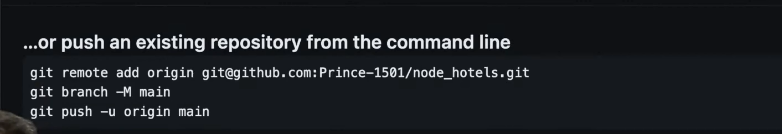 ...or push an existing repository from the command line
git remote add origin git@github.com:Prince-1501/node_hotels.git
git branch -M main
git push -u origin main